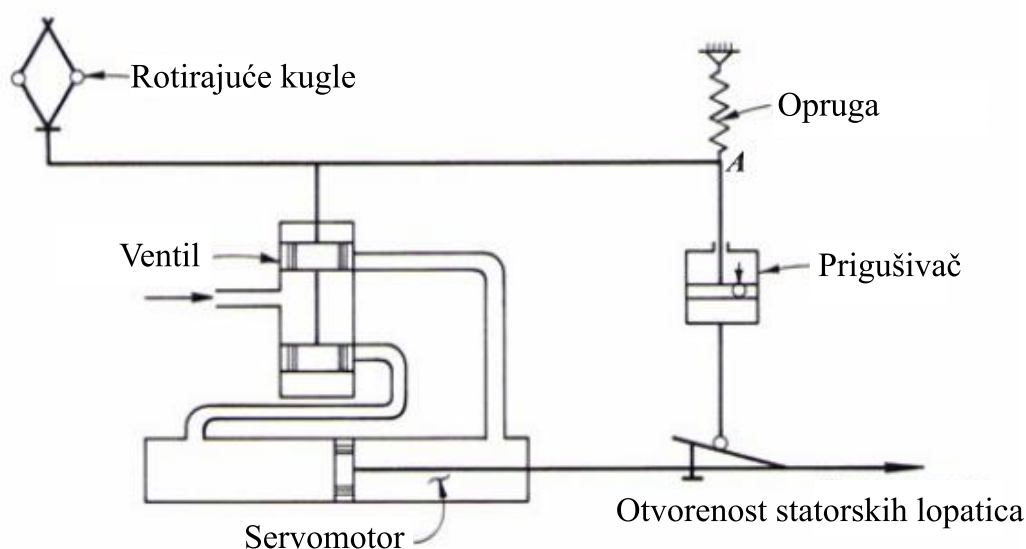 Rotirajuće kugle
Opruga
A
Ventil
Prigušivač
Otvorenost statorskih lopatica
Servomotor